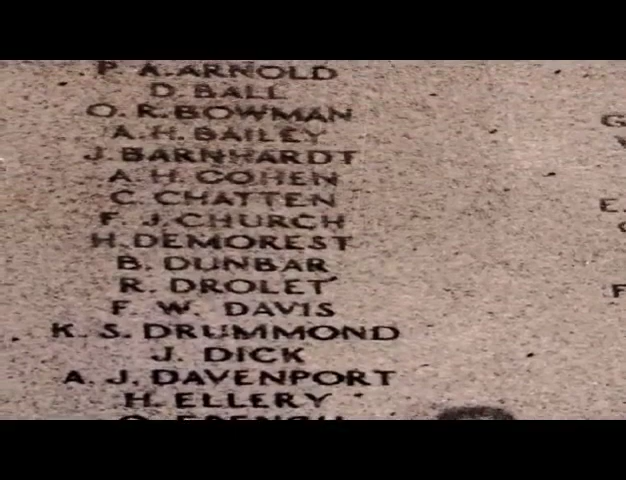 P. A. ARNOLD
D. BALL
O. R. BOWMAN
A. H. BAILEY
J. BARNHARDT
A. H. COHEN
C. CHATTEN
F. J. CHURCH
H. DEMOREST
B. DUNBAR
R. DROLET
F. W. DAVIS
K. S. DRUMMOND
J. DICK
A. J. DAVENPORT
H. ELLERY
G
E.
F